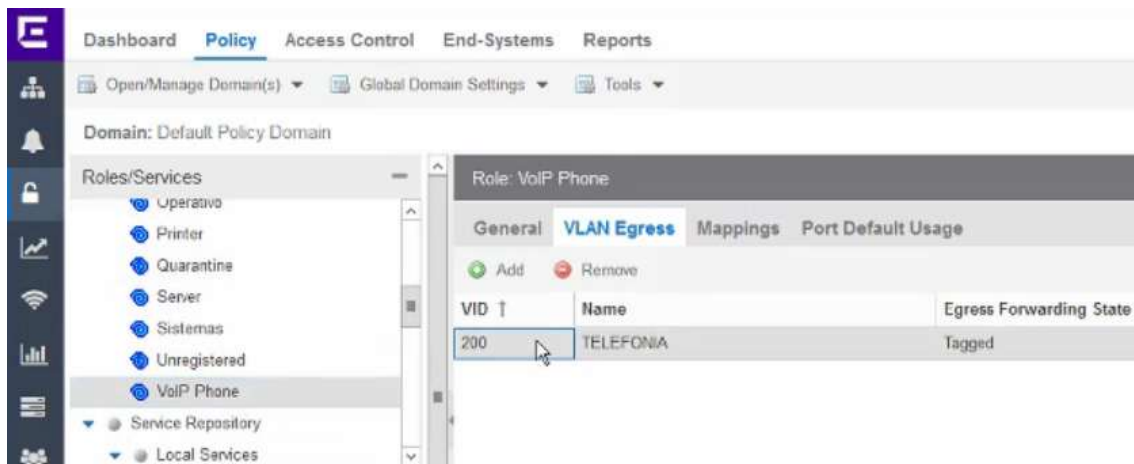 Dashboard Policy Access Control End-Systems Reports
Open/Manage Domain(s) Global Domain Settings Tools
Domain: Default Policy Domain
Roles/Services
Role: VoIP Phone
Operativo
Printer
Quarantine
Server
Sistemas
Unregistered
VoIP Phone
Service Repository
Local Services
General VLAN Egress Mappings Port Default Usage
Add Remove
VID ↑ Name Egress Forwarding State
200 TELEFONIA Tagged